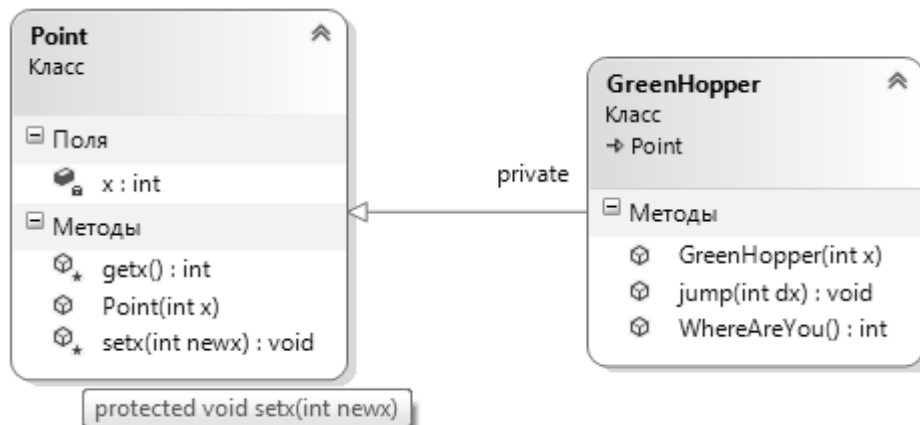 Point
Класс
Поля
x : int
Методы
getx() : int
Point(int x)
setx(int newx) : void
protected void setx(int newx)
private
GreenHopper
Класс
Point
Методы
GreenHopper(int x)
jump(int dx) : void
WhereAreYou() : int